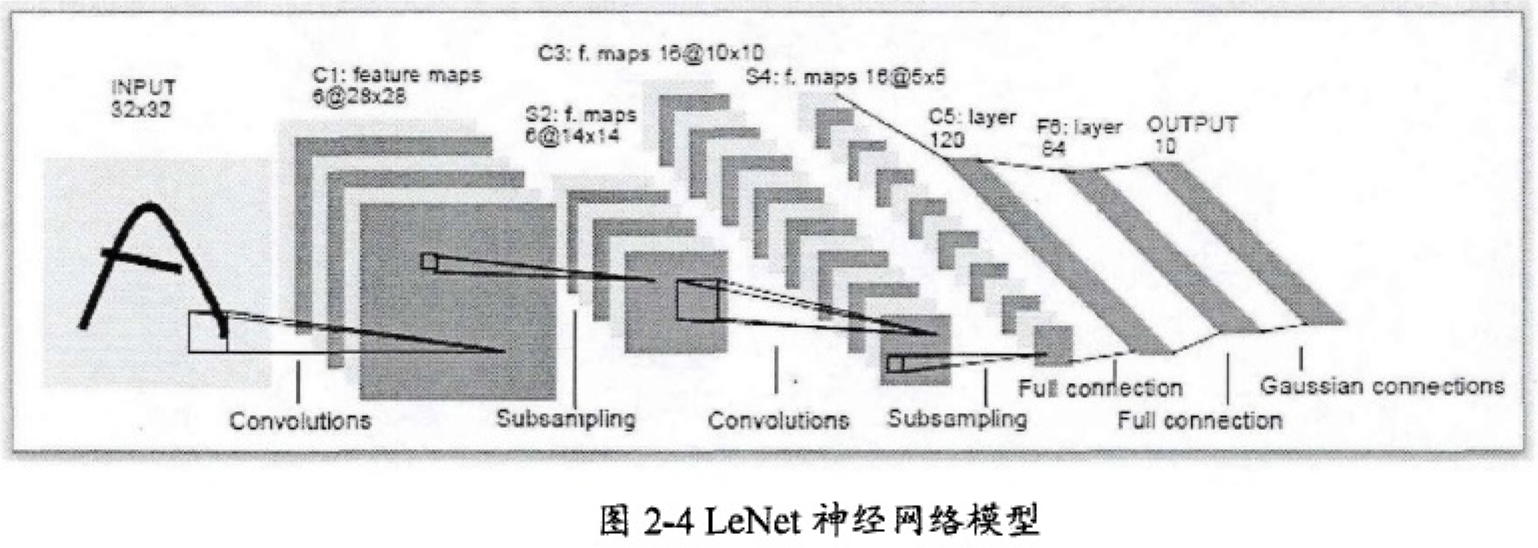 INPUT
32x32
C1: feature maps
6@28x28
S2: f. maps
6@14x14
C3: f. maps 16@10x10
S4: f. maps 16@5x5
C5: layer
120
F6: layer
84
OUTPUT
10
Convolutions
Subsampling
Convolutions
Subsampling
Full connection
Full connection
Gaussian connections
图 2-4 LeNet 神经网络模型